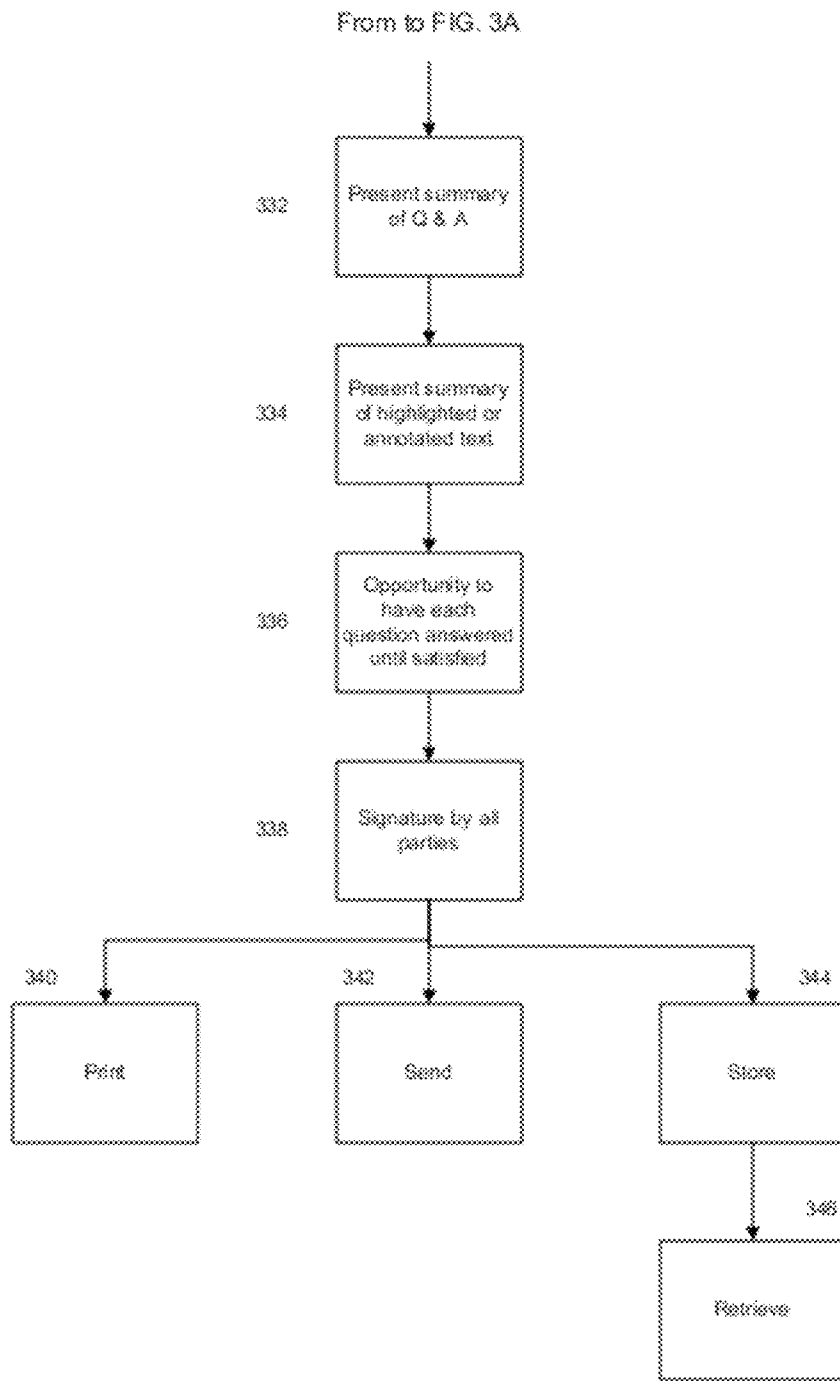 From to FIG. 3A
332
Present summary
of Q & A
334
Present summary
of highlighted or
annotated text
336
Opportunity to
have each
question answered
until satisfied
338
Signature by all
parties
340
342
344
Print
Send
Store
346
Retrieve